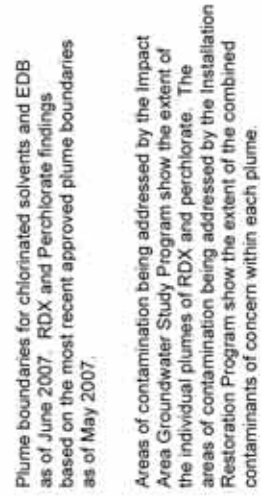 Plume boundaries for chlorinated solvents and EDB
as of June 2007. RDX and Perchlorate findings
based on the most recent approved plume boundaries
as of May 2007.
Areas of contamination being addressed by the Impact
Area Groundwater Study Program show the extent of
the individual plumes of RDX and perchlorate. The
areas of contamination being addressed by the Installation
Restoration Program show the extent of the combined
contaminants of concern within each plume.